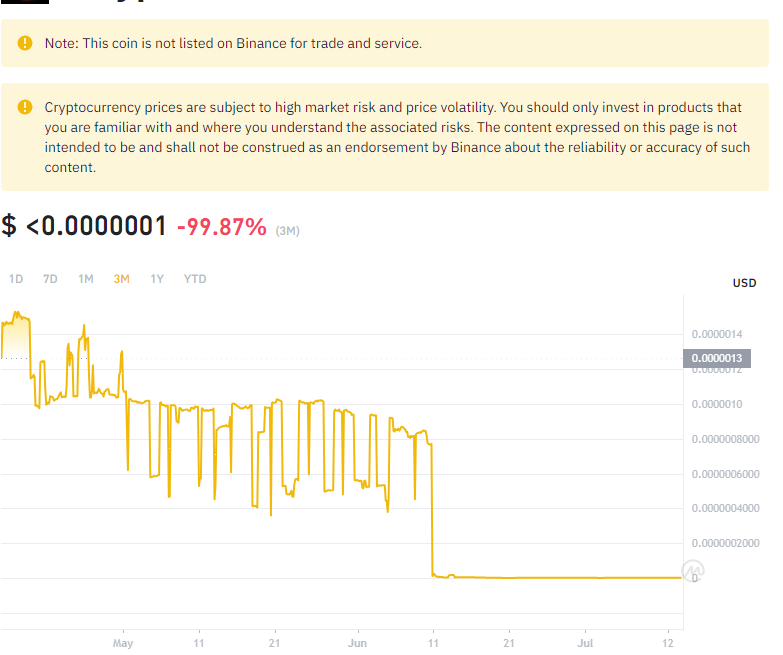 Note: This coin is not listed on Binance for trade and service.
Cryptocurrency prices are subject to high market risk and price volatility. You should only invest in products that
you are familiar with and where you understand the associated risks. The content expressed on this page is not
intended to be and shall not be construed as an endorsement by Binance about the reliability or accuracy of such
content.
$ <0.0000001 -99.87% (3M)
1D 7D 1M 3M 1Y YTD
USD
0.0000014
0.0000013
0.0000012
0.0000010
0.0000008000
0.0000006000
0.0000004000
0.0000002000
0
May 11 21 Jun 11 21 Jul 12